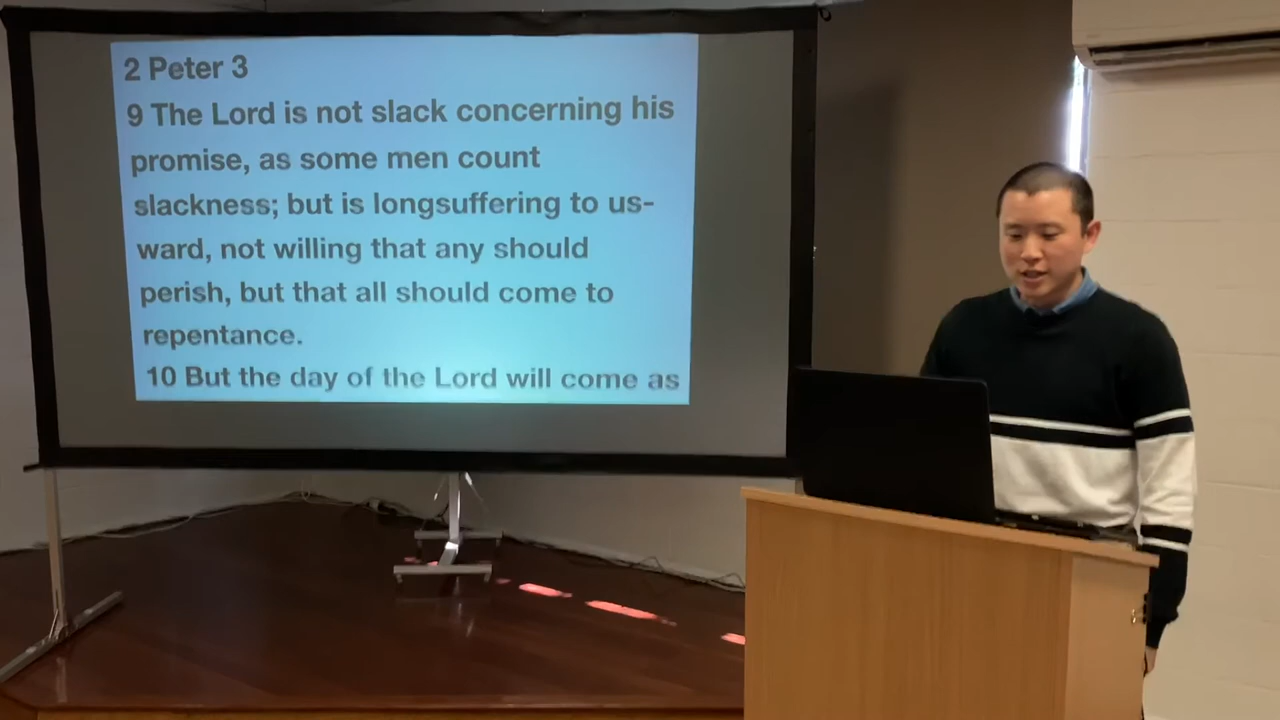 2 Peter 3
9 The Lord is not slack concerning his
promise, as some men count
slackness; but is longsuffering to us-
ward, not willing that any should
perish, but that all should come to
repentance.
10 But the day of the Lord will come as